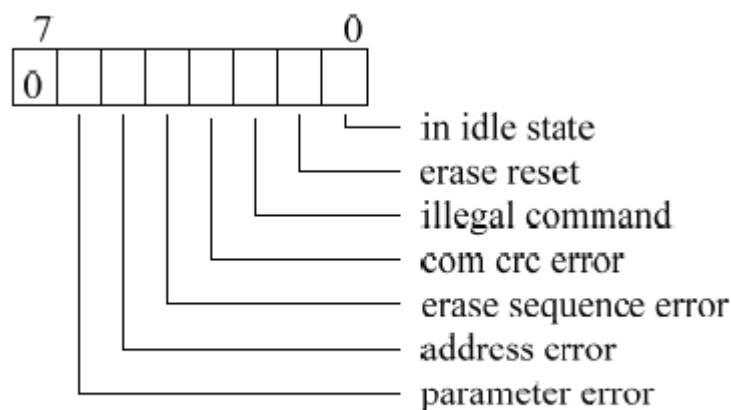 7 0
0
in idle state
erase reset
illegal command
com crc error
erase sequence error
address error
parameter error